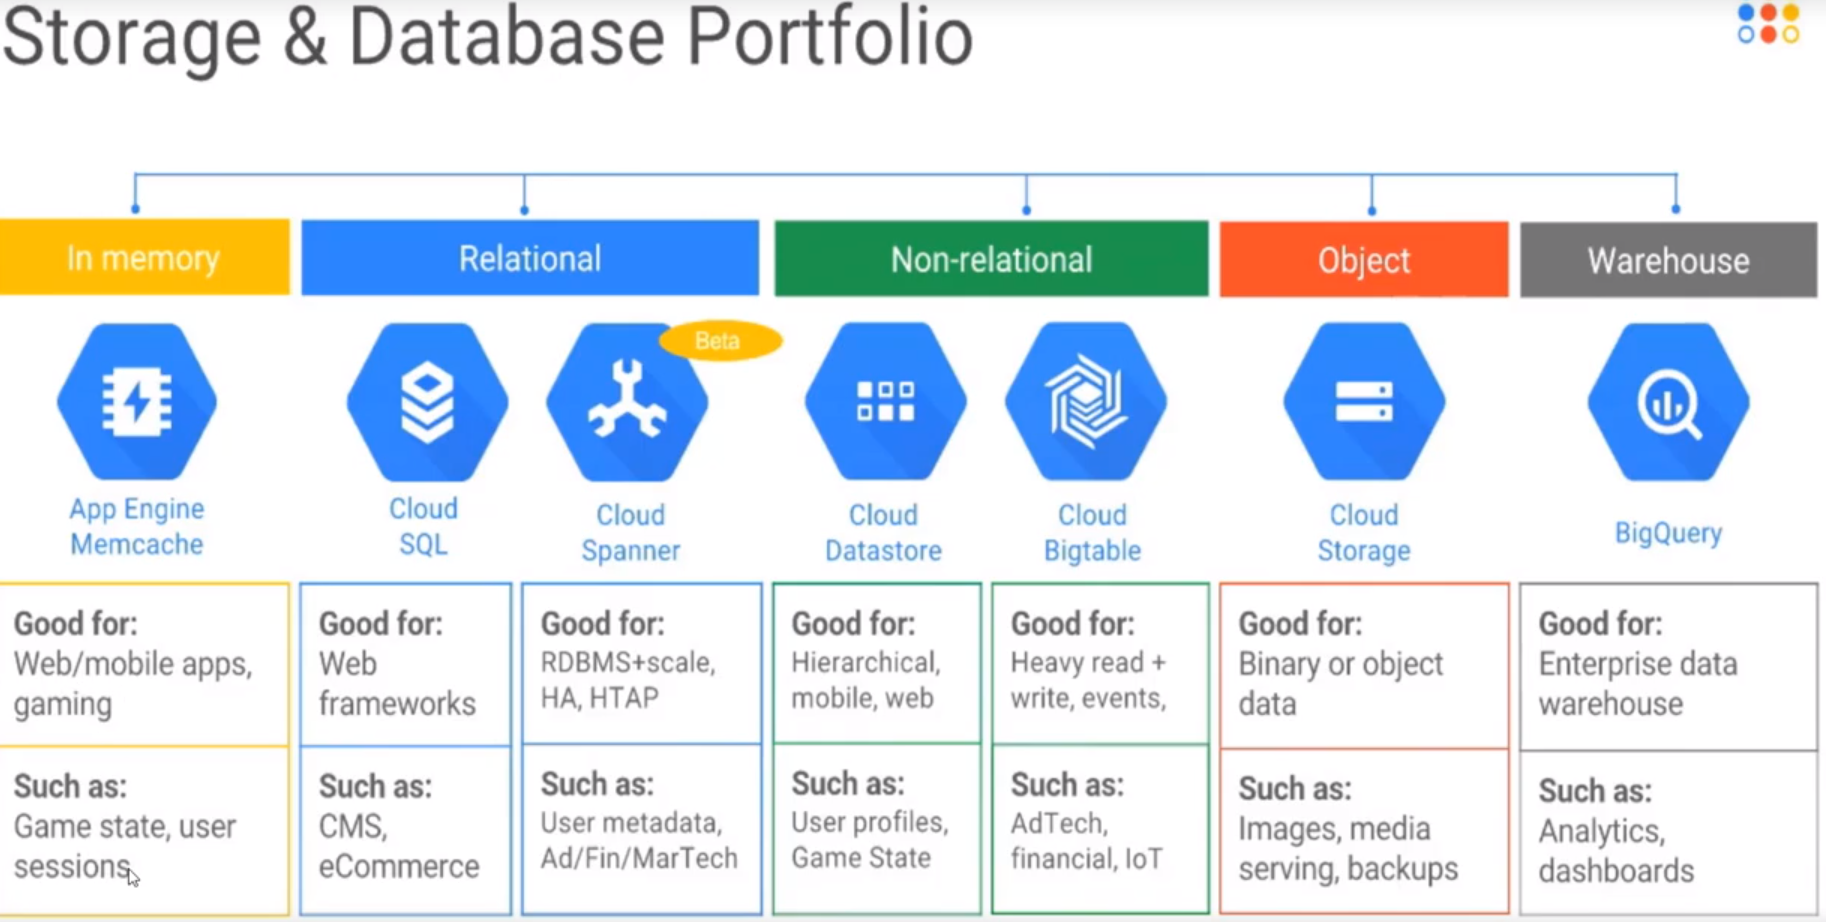 Storage & Database Portfolio
In memory
Relational
Non-relational
Object
Warehouse
Beta
App Engine
Memcache
Cloud
SQL
Cloud
Spanner
Cloud
Datastore
Cloud
Bigtable
Cloud
Storage
BigQuery
Good for:
Web/mobile apps,
gaming
Good for:
Web
frameworks
Good for:
RDBMS+scale,
HA, HTAP
Good for:
Hierarchical,
mobile, web
Good for:
Heavy read +
write, events,
Good for:
Binary or object
data
Good for:
Enterprise data
warehouse
Such as:
Game state, user
sessions
Such as:
CMS,
eCommerce
Such as:
User metadata,
Ad/Fin/MarTech
Such as:
User profiles,
Game State
Such as:
AdTech,
financial, IoT
Such as:
Images, media
serving, backups
Such as:
Analytics,
dashboards